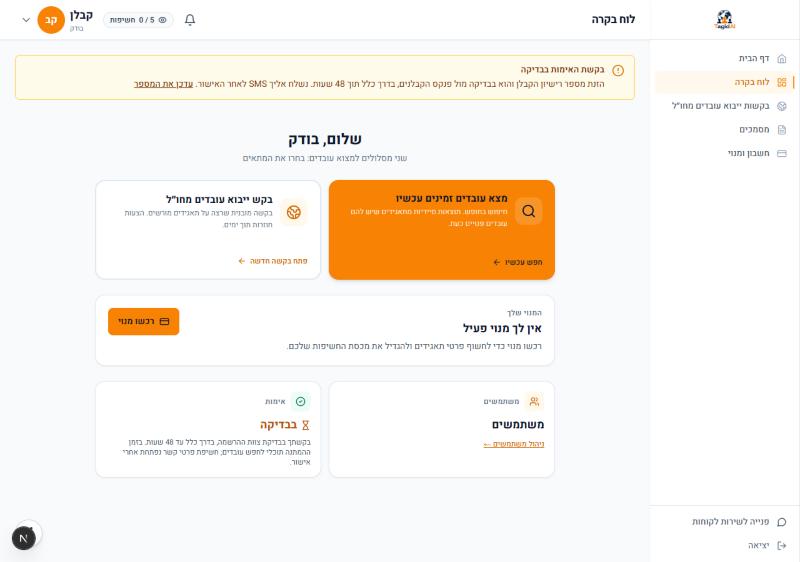 TagidAI
דף הבית
לוח בקרה
בקשות ייבוא עובדים מחו״ל
מסמכים
חשבון ומנוי
פנייה לשירות לקוחות
יציאה
לוח בקרה
5 / 0 חשיפות
קבלן
בודק
קב
בקשת האימות בבדיקה
הזנת מספר רישיון הקבלן והוא בבדיקה מול פנקס הקבלנים, בדרך כלל תוך 48 שעות. נשלח אליך SMS לאחר האישור. עדכן את המספר
שלום, בודק
שני מסלולים למצוא עובדים: בחרו את המתאים
מצא עובדים זמינים עכשיו
חיפוש בחופש. תוצאות מיידיות מתאגידים שיש להם
עובדים פנויים כעת.
חפש עכשיו ←
בקש ייבוא עובדים מחו״ל
בקשה מובנית שרצה על תאגידים מורשים. הצעות
חוזרות תוך ימים.
פתח בקשה חדשה ←
המנוי שלך
אין לך מנוי פעיל
רכשו מנוי כדי לחשוף פרטי תאגידים ולהגדיל את מכסת החשיפות שלכם.
רכשו מנוי
משתמשים
משתמשים
ניהול משתמשים ←
אימות
בבדיקה
בקשתך בבדיקת צוות ההרשמה, בדרך כלל עד 48 שעות. בזמן
ההמתנה תוכלי לחפש עובדים; חשיפת פרטי קשר נפתחת אחרי
אישור.
N